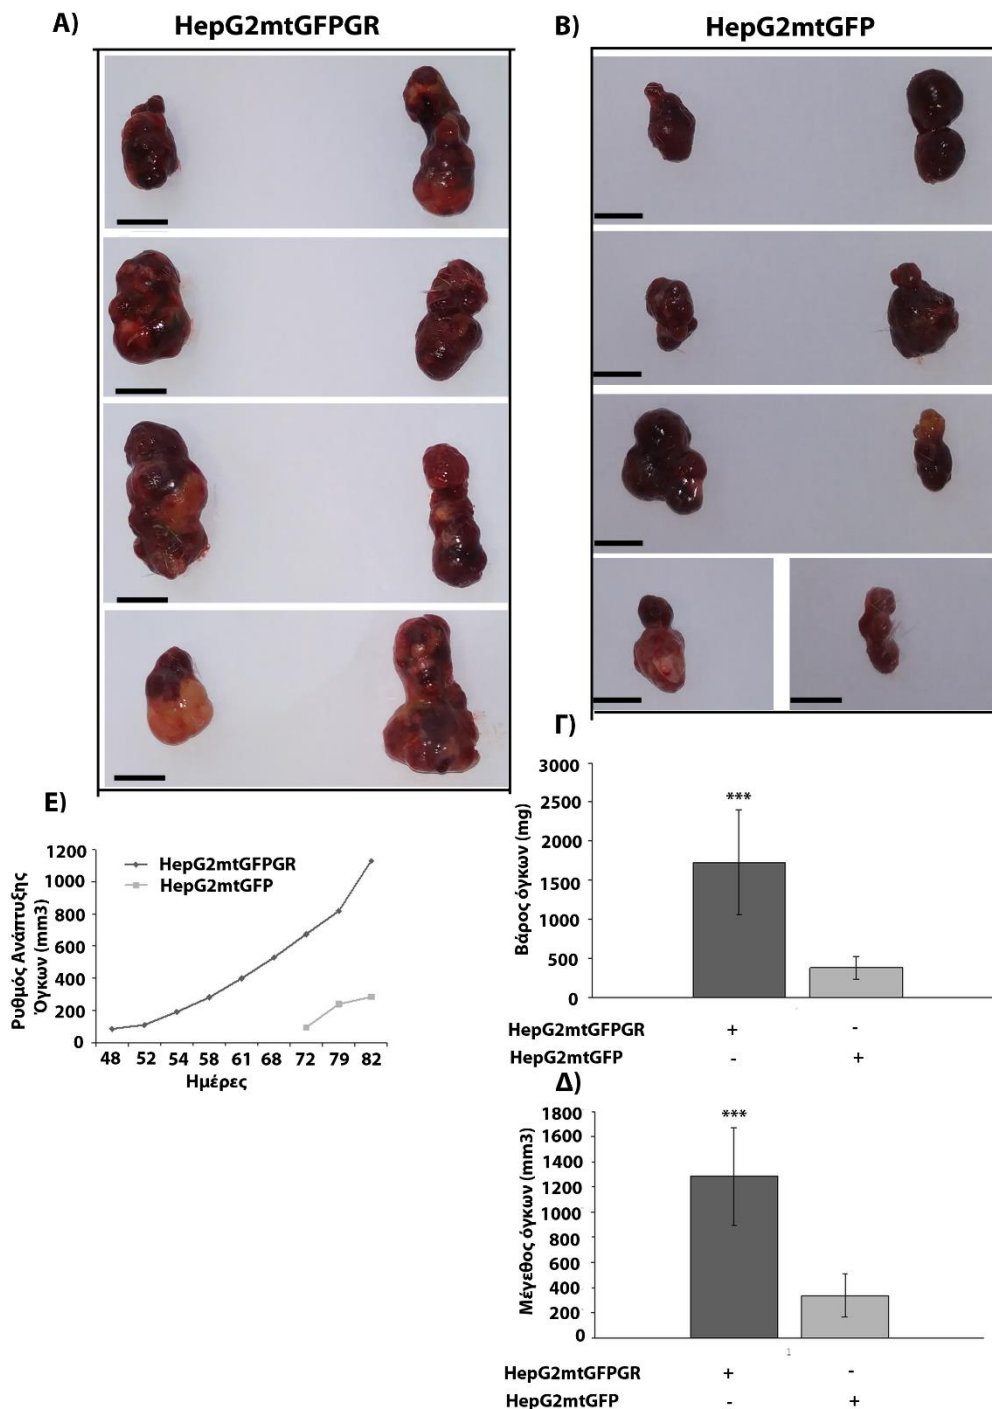 A)
HepG2mtGFPGR
B)
HepG2mtGFP
Γ)
3000
2500
2000
1500
1000
500
0
Βάρος όγκων (mg)
***
HepG2mtGFPGR + -
HepG2mtGFP - +
E)
1200
1000
800
600
400
200
0
Ρυθμός Ανάπτυξης
Όγκων (mm3)
HepG2mtGFPGR
HepG2mtGFP
48 52 54 58 61 68 72 79 82
Ημέρες
Δ)
1800
1600
1400
1200
1000
800
600
400
200
0
Μέγεθος όγκων (mm3)
***
1
HepG2mtGFPGR + -
HepG2mtGFP - +